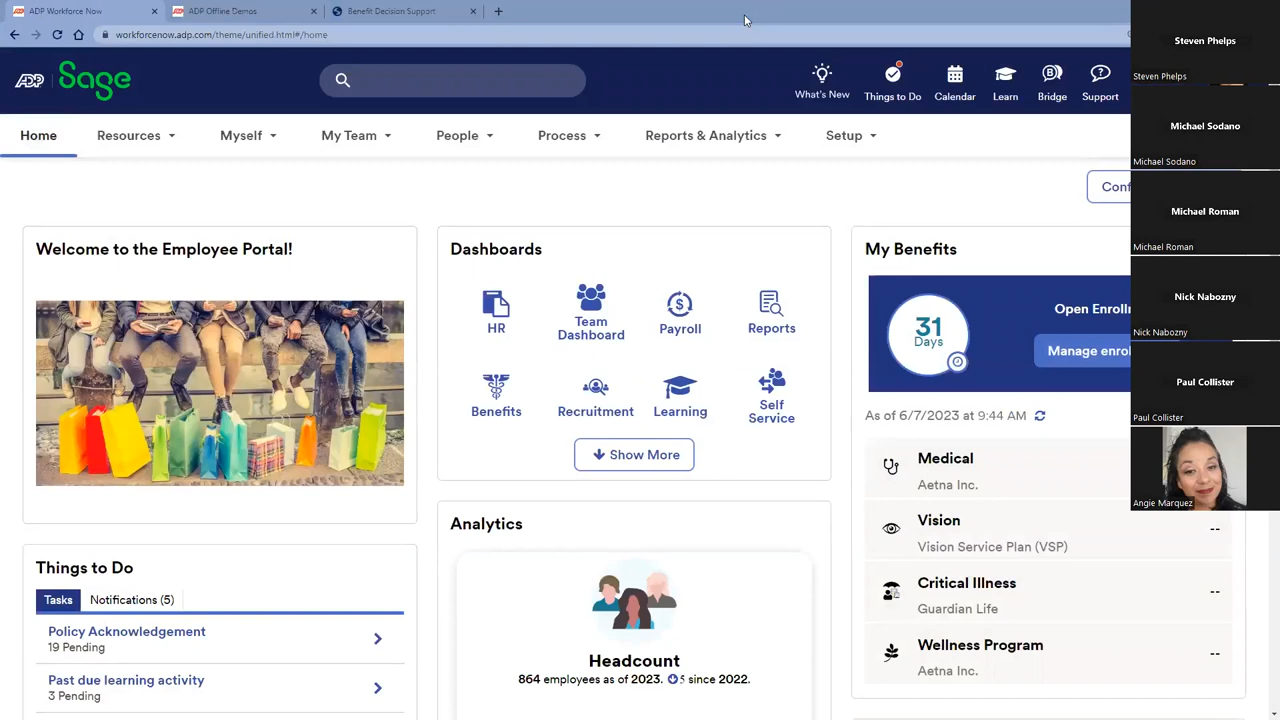 ADP Workforce Now
ADP Offline Demos
Benefit Decision Support
workforcenow.adp.com/theme/unified.html#/home
ADP Sage
What's New
Things to Do
Calendar
Learn
Bridge
Support
Home
Resources
Myself
My Team
People
Process
Reports & Analytics
Setup
Welcome to the Employee Portal!
Dashboards
HR
Team
Dashboard
Payroll
Reports
Benefits
Recruitment
Learning
Self
Service
Show More
Analytics
Headcount
864 employees as of 2023. 5 since 2022.
Things to Do
Tasks
Notifications (5)
Policy Acknowledgement
19 Pending
Past due learning activity
3 Pending
My Benefits
31
Days
Open Enrollr
Manage enrol
As of 6/7/2023 at 9:44 AM
Medical
Aetna Inc.
Vision
Vision Service Plan (VSP)
--
Critical Illness
Guardian Life
--
Wellness Program
Aetna Inc.
--
Steven Phelps
Steven Phelps
Michael Sodano
Michael Sodano
Michael Roman
Michael Roman
Nick Nabozny
Nick Nabozny
Paul Collister
Paul Collister
Angie Marquez